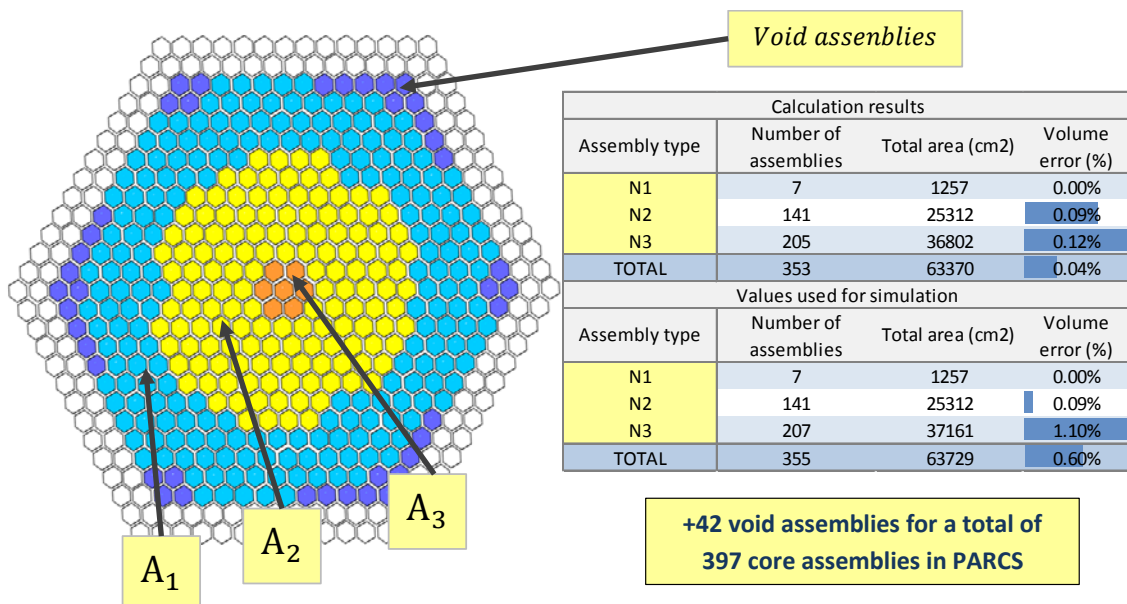 Void assenblies
Calculation results
Assembly type Number of assemblies Total area (cm2) Volume error (%)
N1 7 1257 0.00%
N2 141 25312 0.09%
N3 205 36802 0.12%
TOTAL 353 63370 0.04%
Values used for simulation
Assembly type Number of assemblies Total area (cm2) Volume error (%)
N1 7 1257 0.00%
N2 141 25312 0.09%
N3 207 37161 1.10%
TOTAL 355 63729 0.60%
A₃
A₂
A₁
+42 void assemblies for a total of
397 core assemblies in PARCS